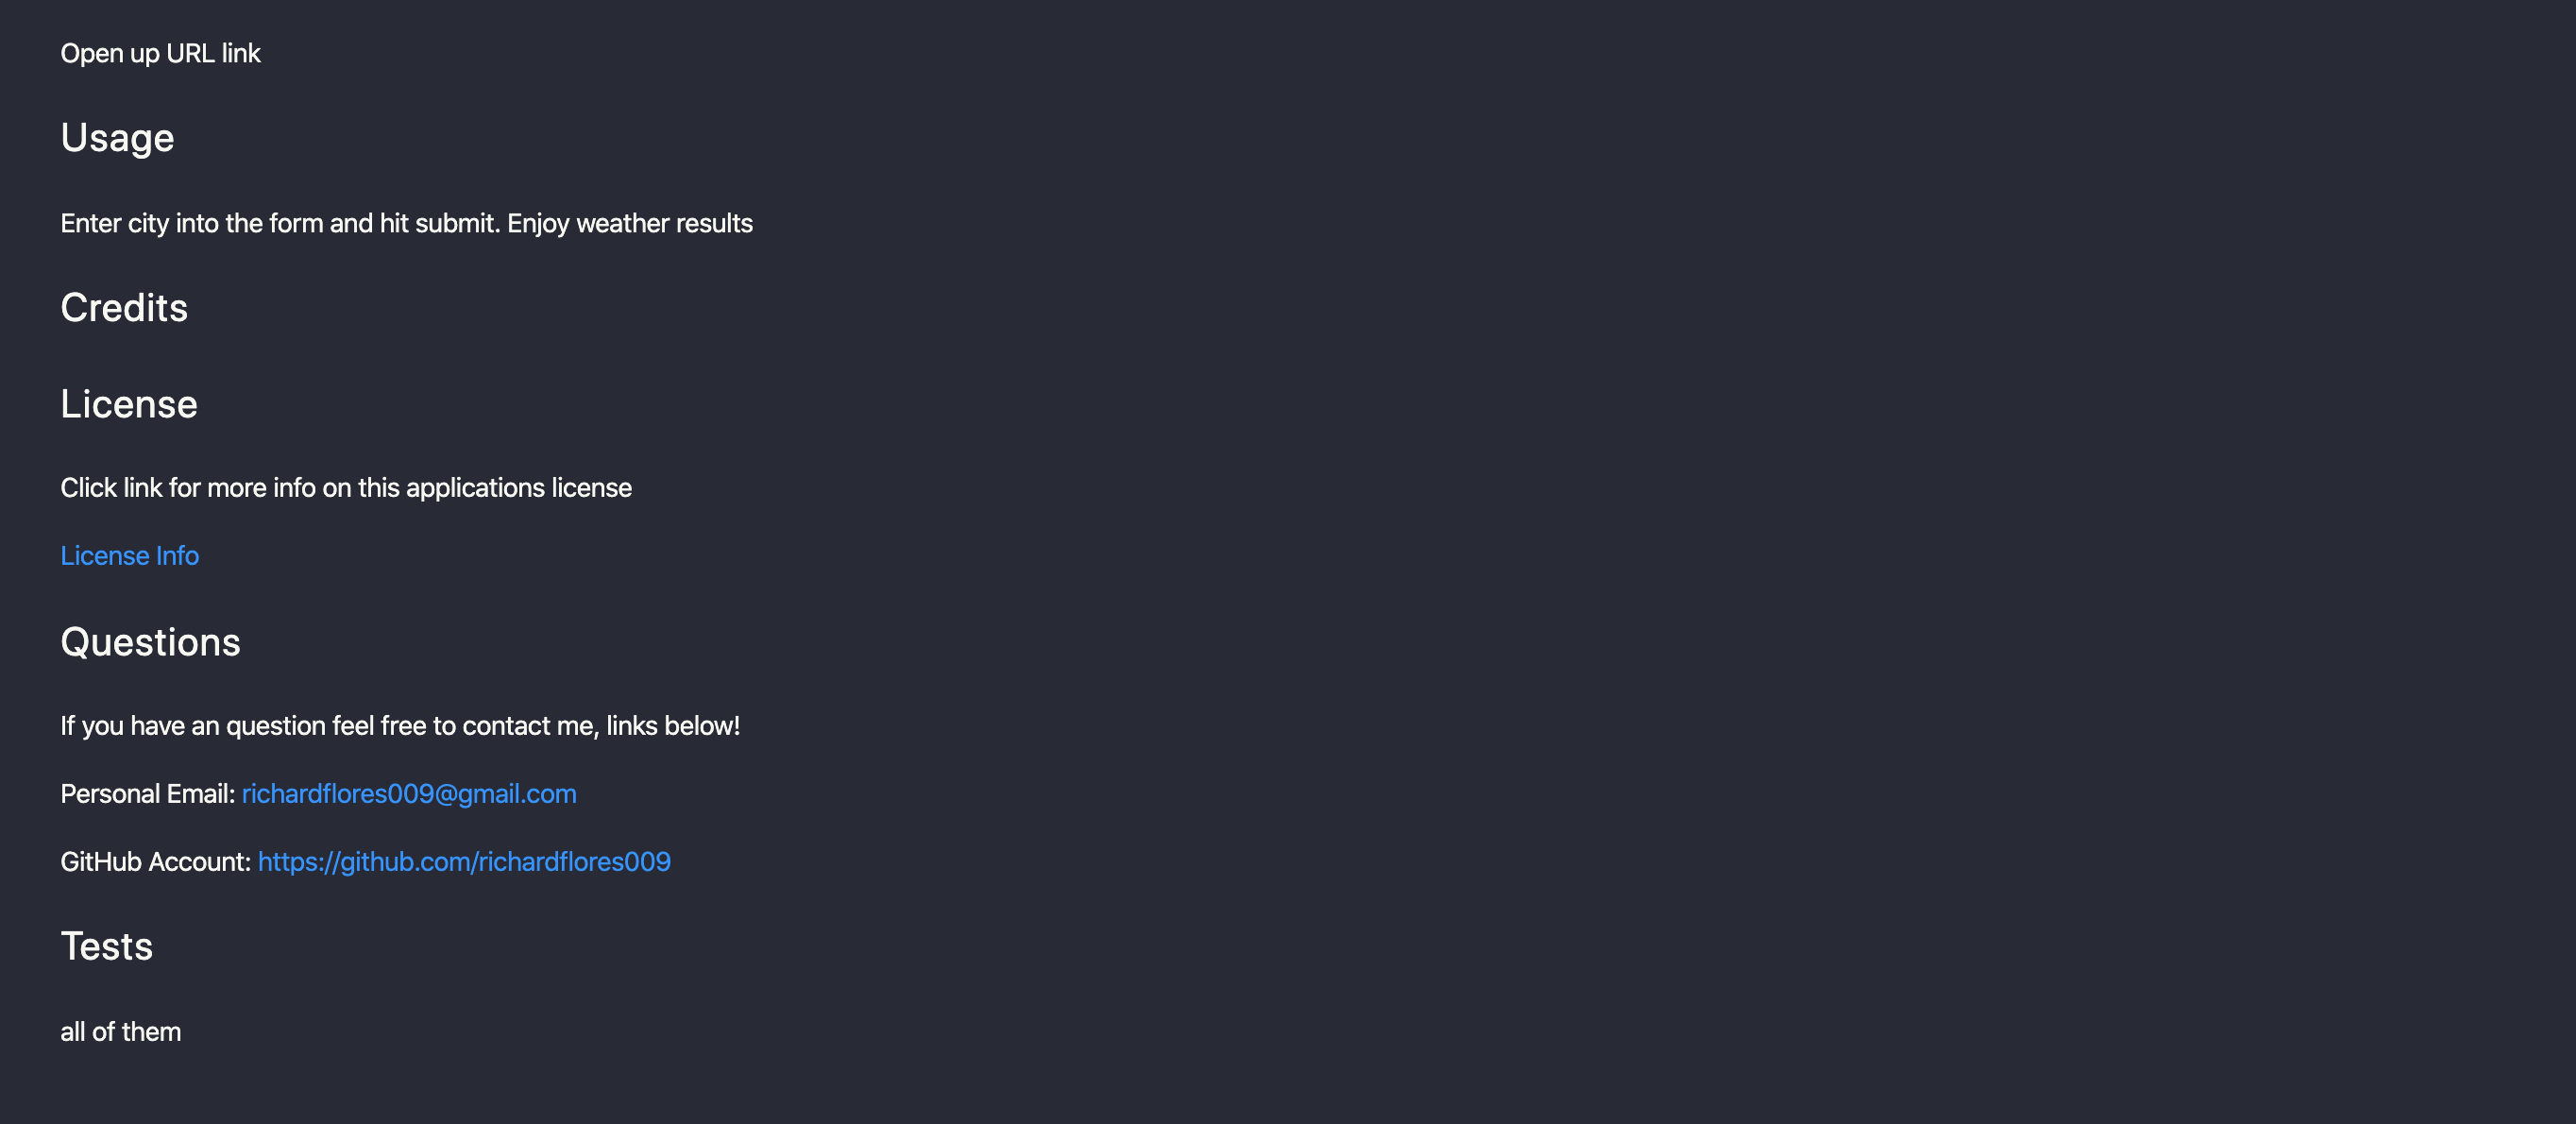 Open up URL link
Usage
Enter city into the form and hit submit. Enjoy weather results
Credits
License
Click link for more info on this applications license
License Info
Questions
If you have an question feel free to contact me, links below!
Personal Email: richardflores009@gmail.com
GitHub Account: https://github.com/richardflores009
Tests
all of them